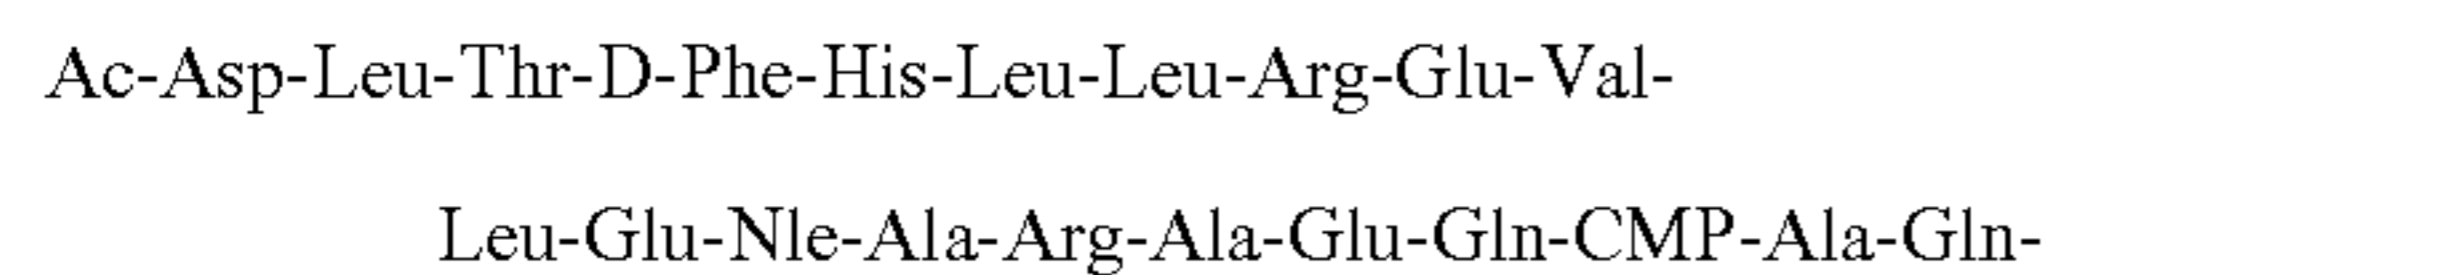 Ac-Asp-Leu-Thr-D-Phe-His-Leu-Leu-Arg-Glu-Val-
Leu-Glu-Nle-Ala-Arg-Ala-Glu-Gln-CMP-Ala-Gln-